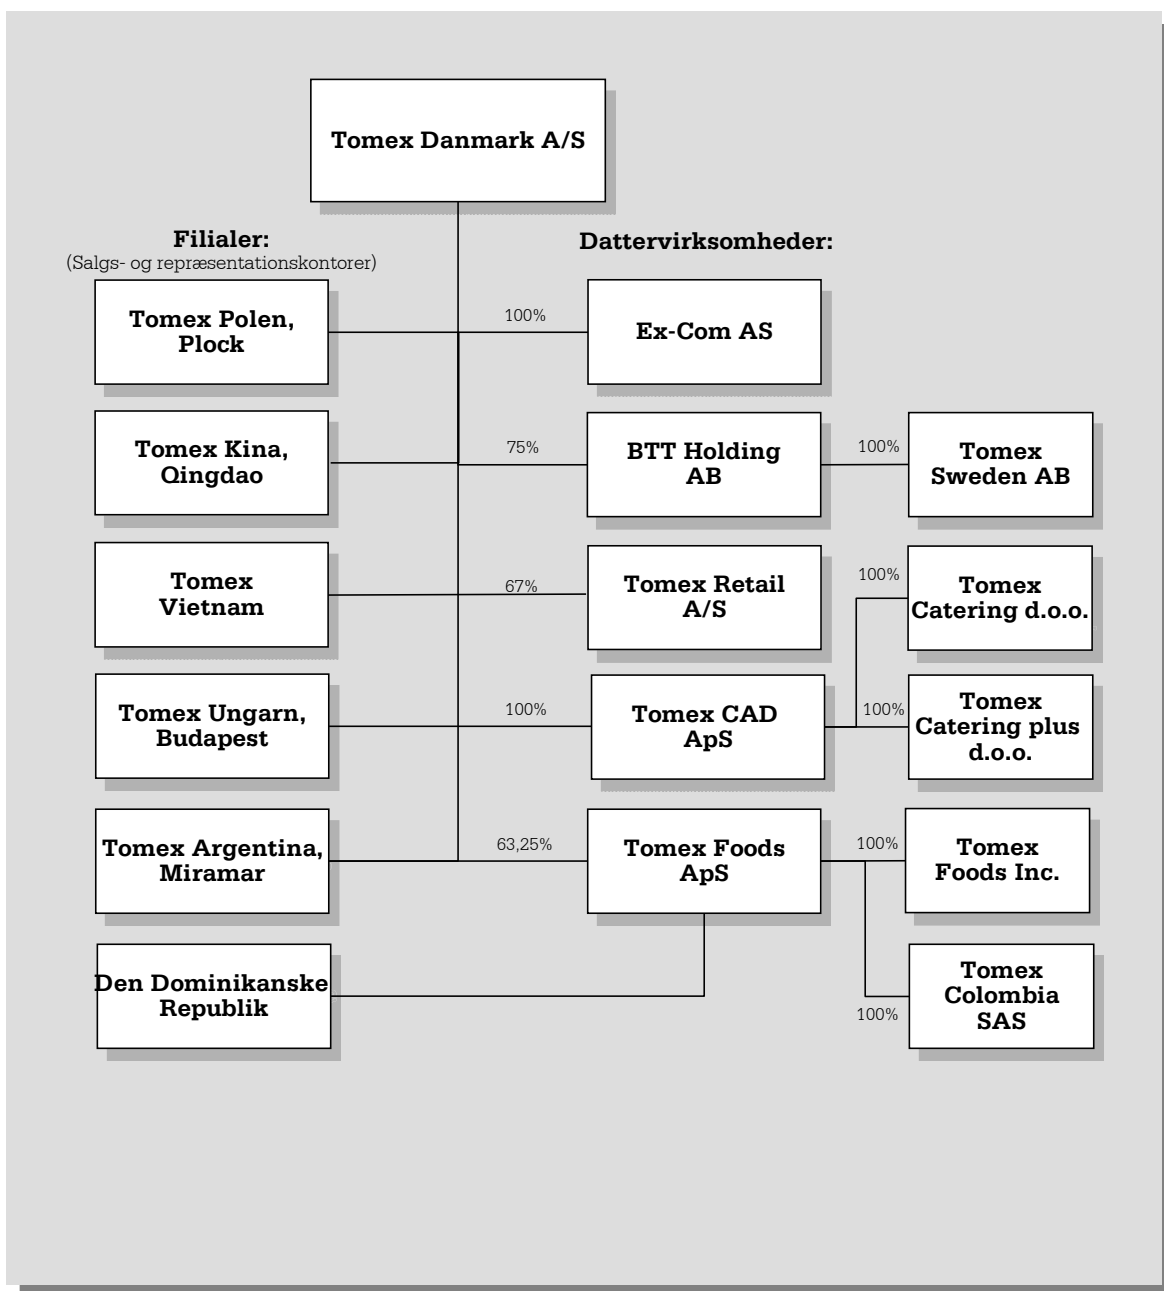 Tomex Danmark A/S
Filialer:
(Salgs- og repræsentationskontorer)
Dattervirksomheder:
Tomex Polen,
Plock
100%
Ex-Com AS
Tomex Kina,
Qingdao
75%
BTT Holding
AB
100%
Tomex
Sweden AB
Tomex
Vietnam
67%
Tomex Retail
A/S
100%
Tomex
Catering d.o.o.
Tomex Ungarn,
Budapest
100%
Tomex CAD
ApS
100%
Tomex
Catering plus
d.o.o.
Tomex Argentina,
Miramar
63,25%
Tomex Foods
ApS
100%
Tomex
Foods Inc.
Den Dominikanske
Republik
100%
Tomex
Colombia
SAS